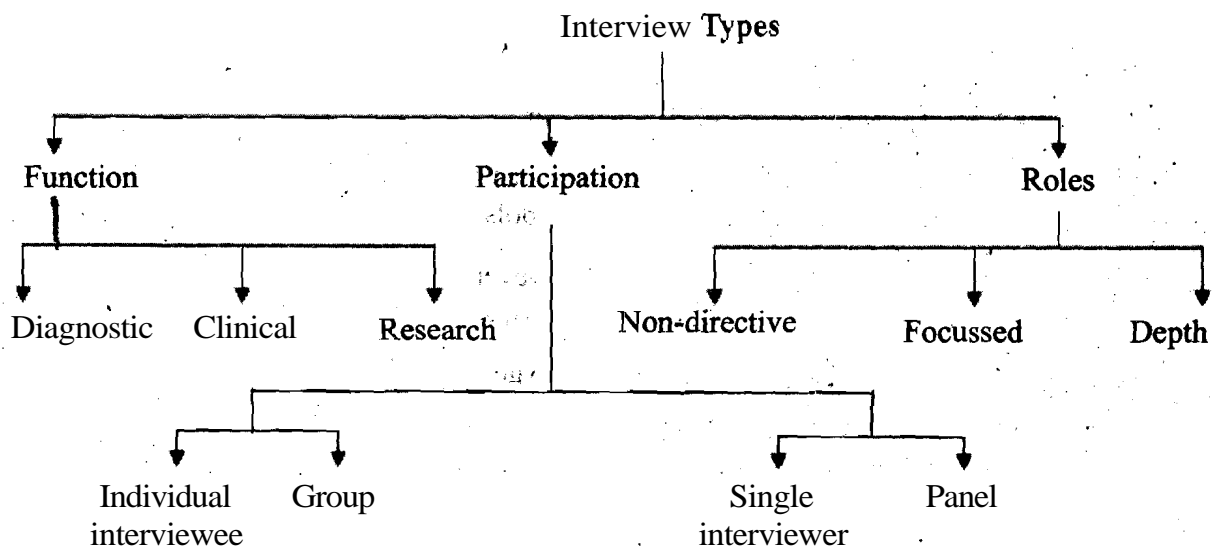 Interview Types
Function Participation Roles
Diagnostic Clinical Research Non-directive Focussed Depth
Individual Group Single Panel
interviewee interviewer